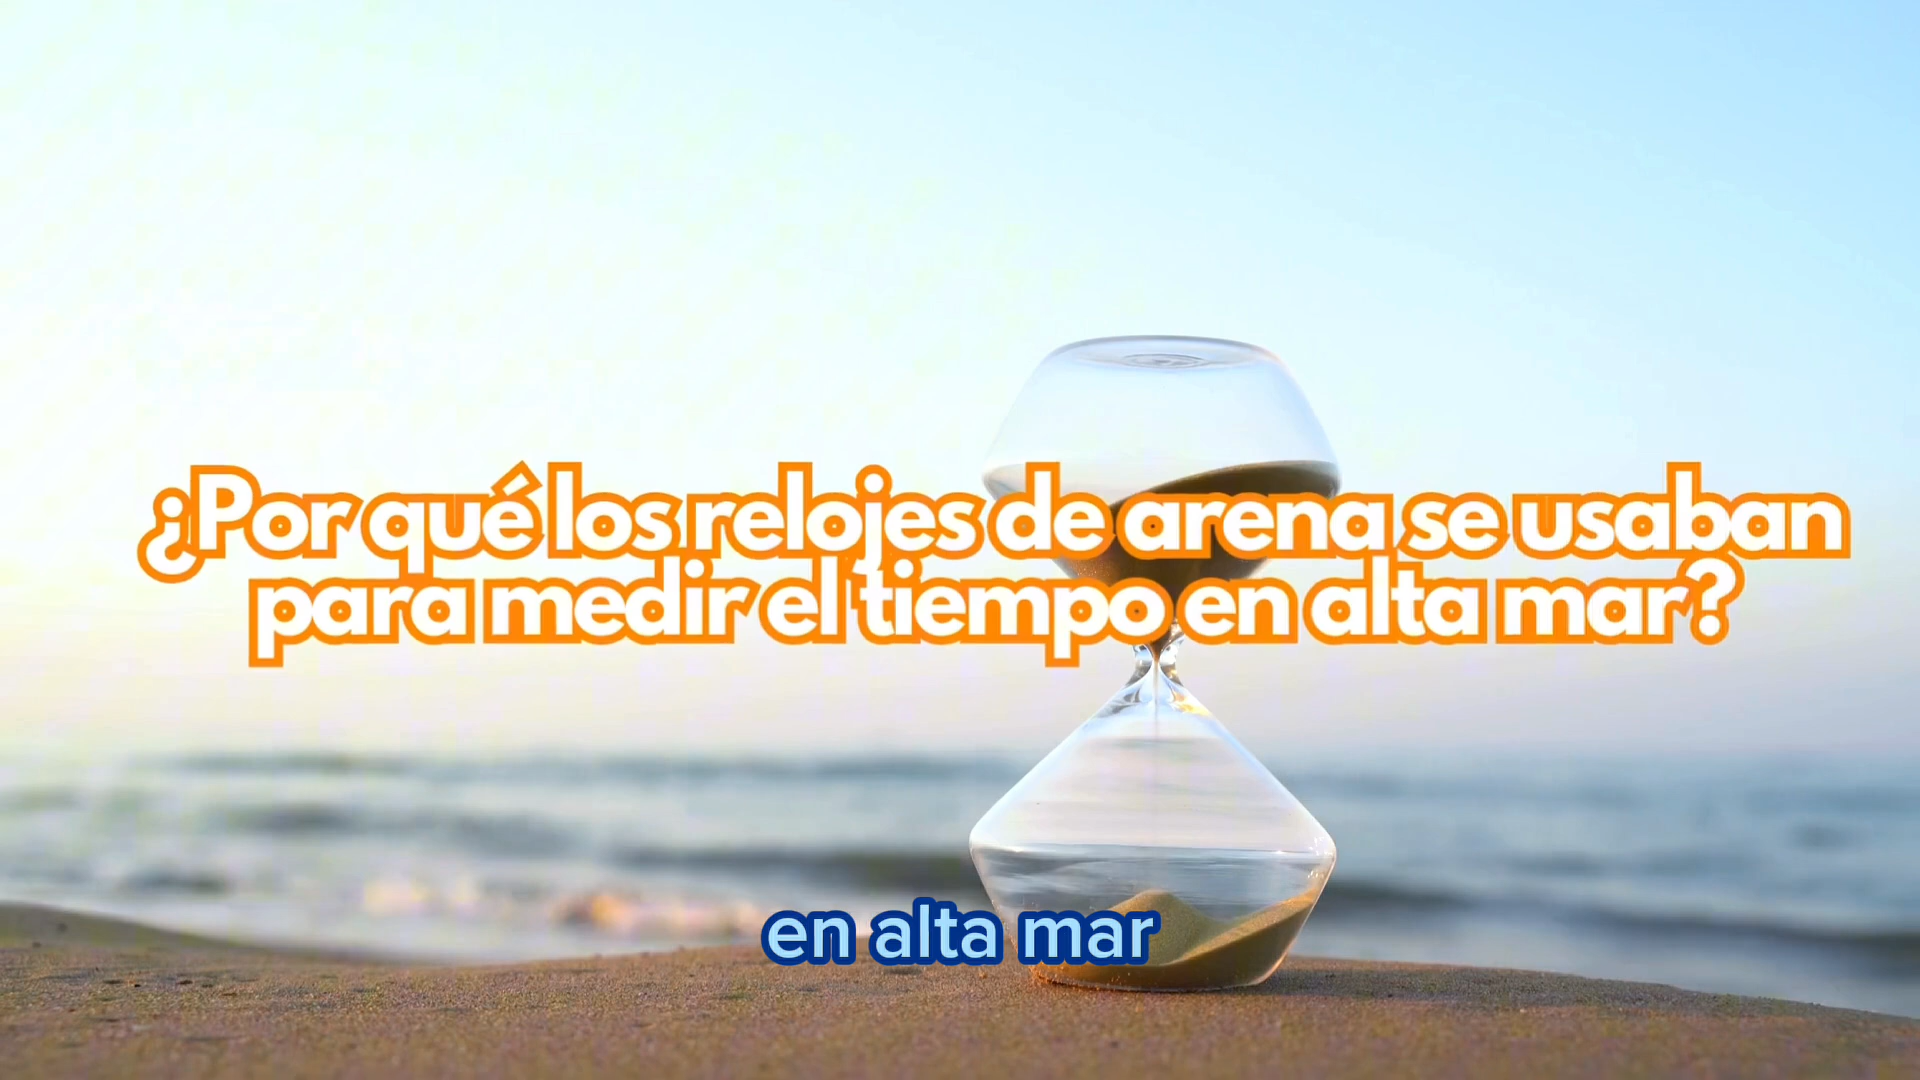 ¿Por qué los relojes de arena se usaban
para medir el tiempo en alta mar?
en alta mar